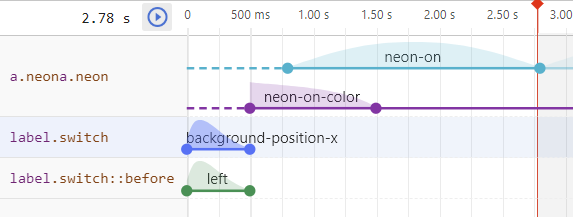 2.78 s 0 500 ms 1.00 s 1.50 s 2.00 s 2.50 s 3.00 s
a.neona.neon neon-on
neon-on-color
label.switch background-position-x
label.switch::before left